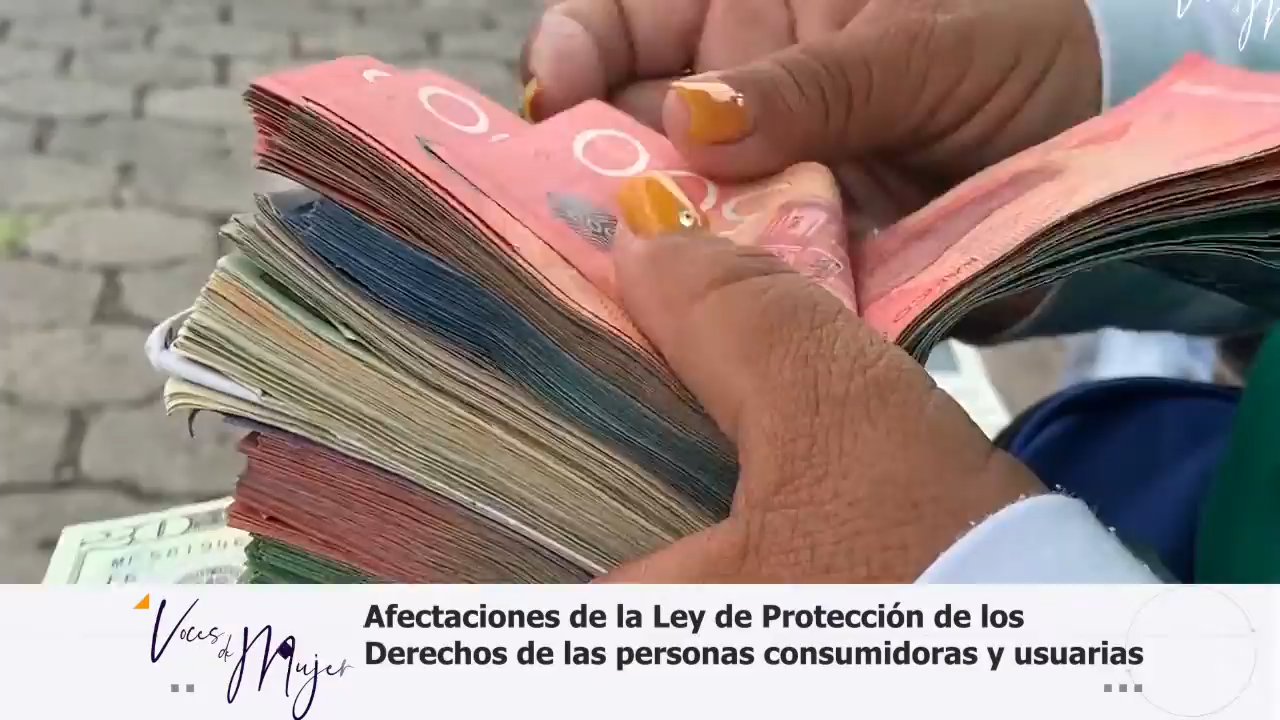 Afectaciones de la Ley de Protección de los
Derechos de las personas consumidoras y usuarias
Voces
de
Mujer